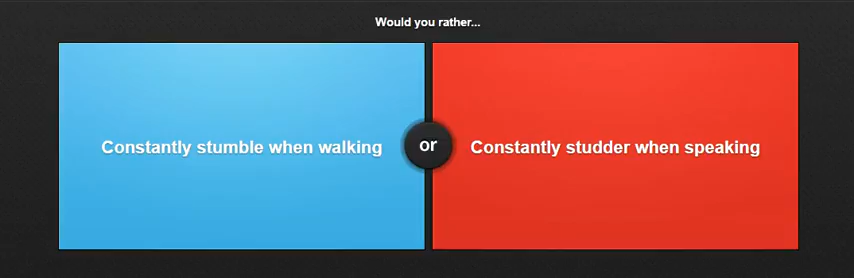 Would you rather...
Constantly stumble when walking
or
Constantly studder when speaking